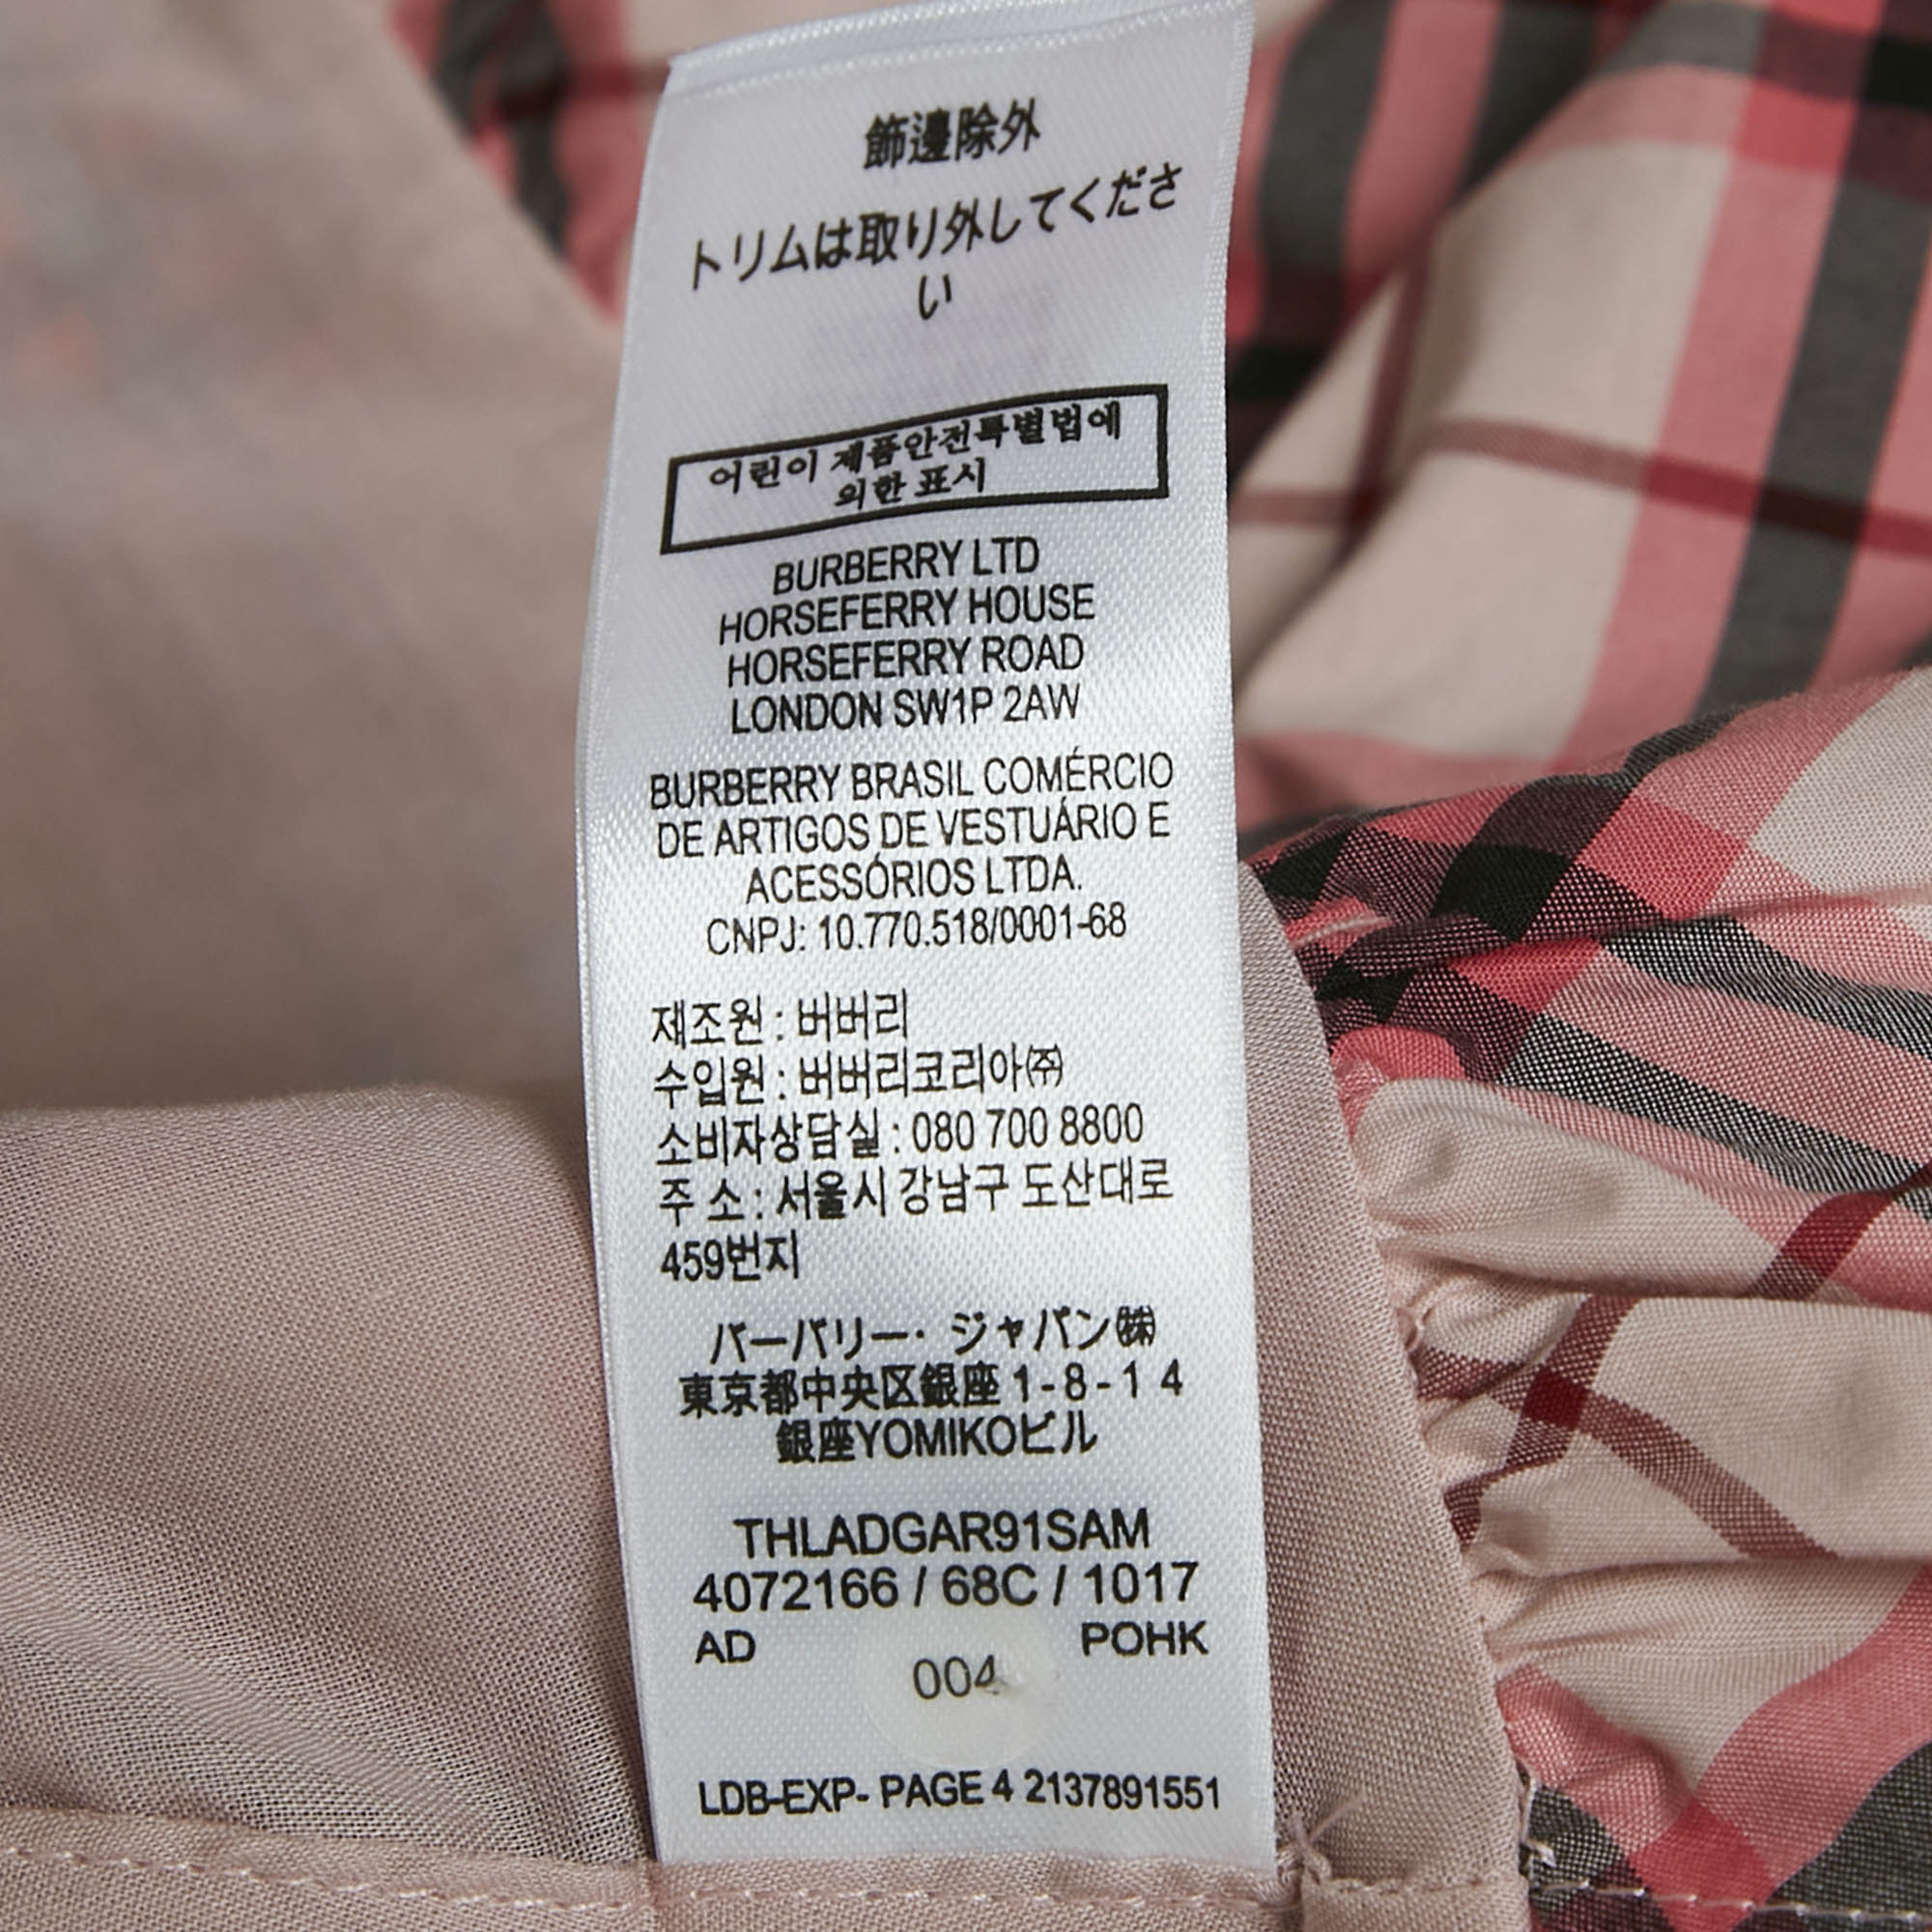 飾邊除外
トリムは取り外してくださ
い
어린이 제품안전특별법에
의한 표시
BURBERRY LTD
HORSEFERRY HOUSE
HORSEFERRY ROAD
LONDON SW1P 2AW
BURBERRY BRASIL COMÉRCIO
DE ARTIGOS DE VESTUÁRIO E
ACESSÓRIOS LTDA.
CNPJ: 10.770.518/0001-68
제조원 : 버버리
수입원 : 버버리코리아㈜
소비자상담실 : 080 700 8800
주 소 : 서울시 강남구 도산대로
459번지
バーバリー・ジャパン㈱
東京都中央区銀座 1-8-14
銀座YOMIKOビル
THLADGAR91SAM
4072166 / 68C / 1017
AD POHK
004
LDB-EXP- PAGE 4 2137891551